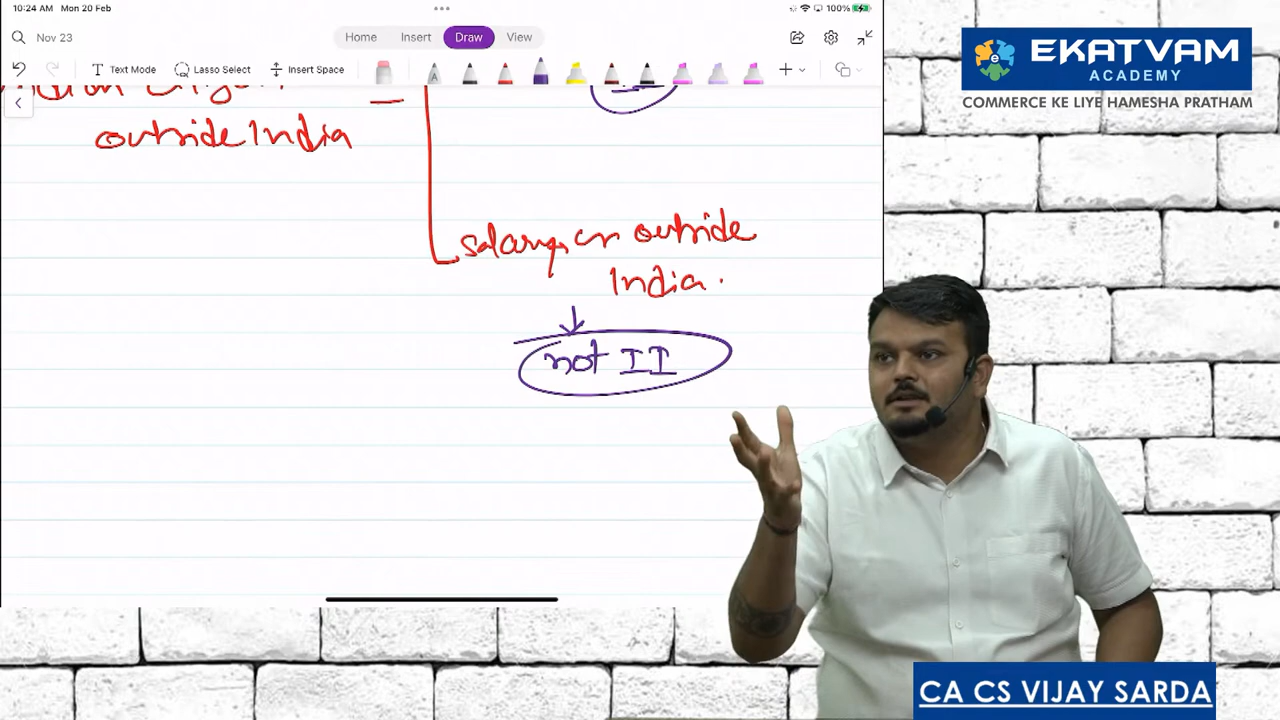 10:24 AM Mon 20 Feb
100%
Nov 23
Home Insert Draw View
Text Mode Lasso Select Insert Space
outside India
salary cr outside
India.
not II
EKATVAM
ACADEMY
COMMERCE KE LIYE HAMESHA PRATHAM
CA CS VIJAY SARDA